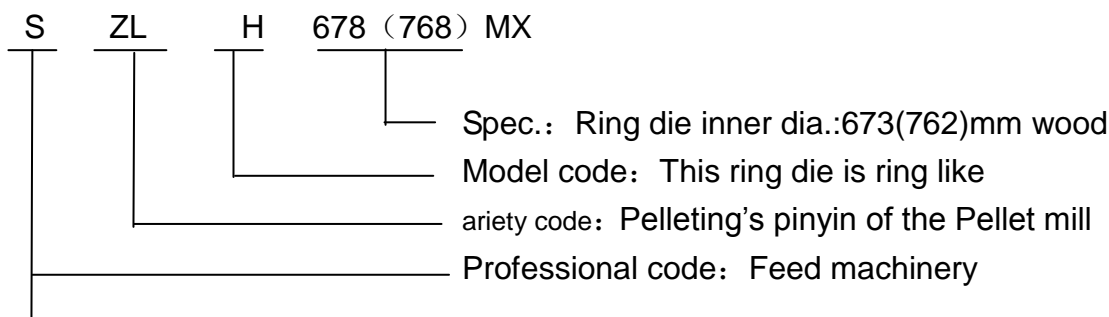 S ZL H 678（768）MX
Spec.：Ring die inner dia.:673(762)mm wood
Model code：This ring die is ring like
ariety code：Pelleting’s pinyin of the Pellet mill
Professional code：Feed machinery